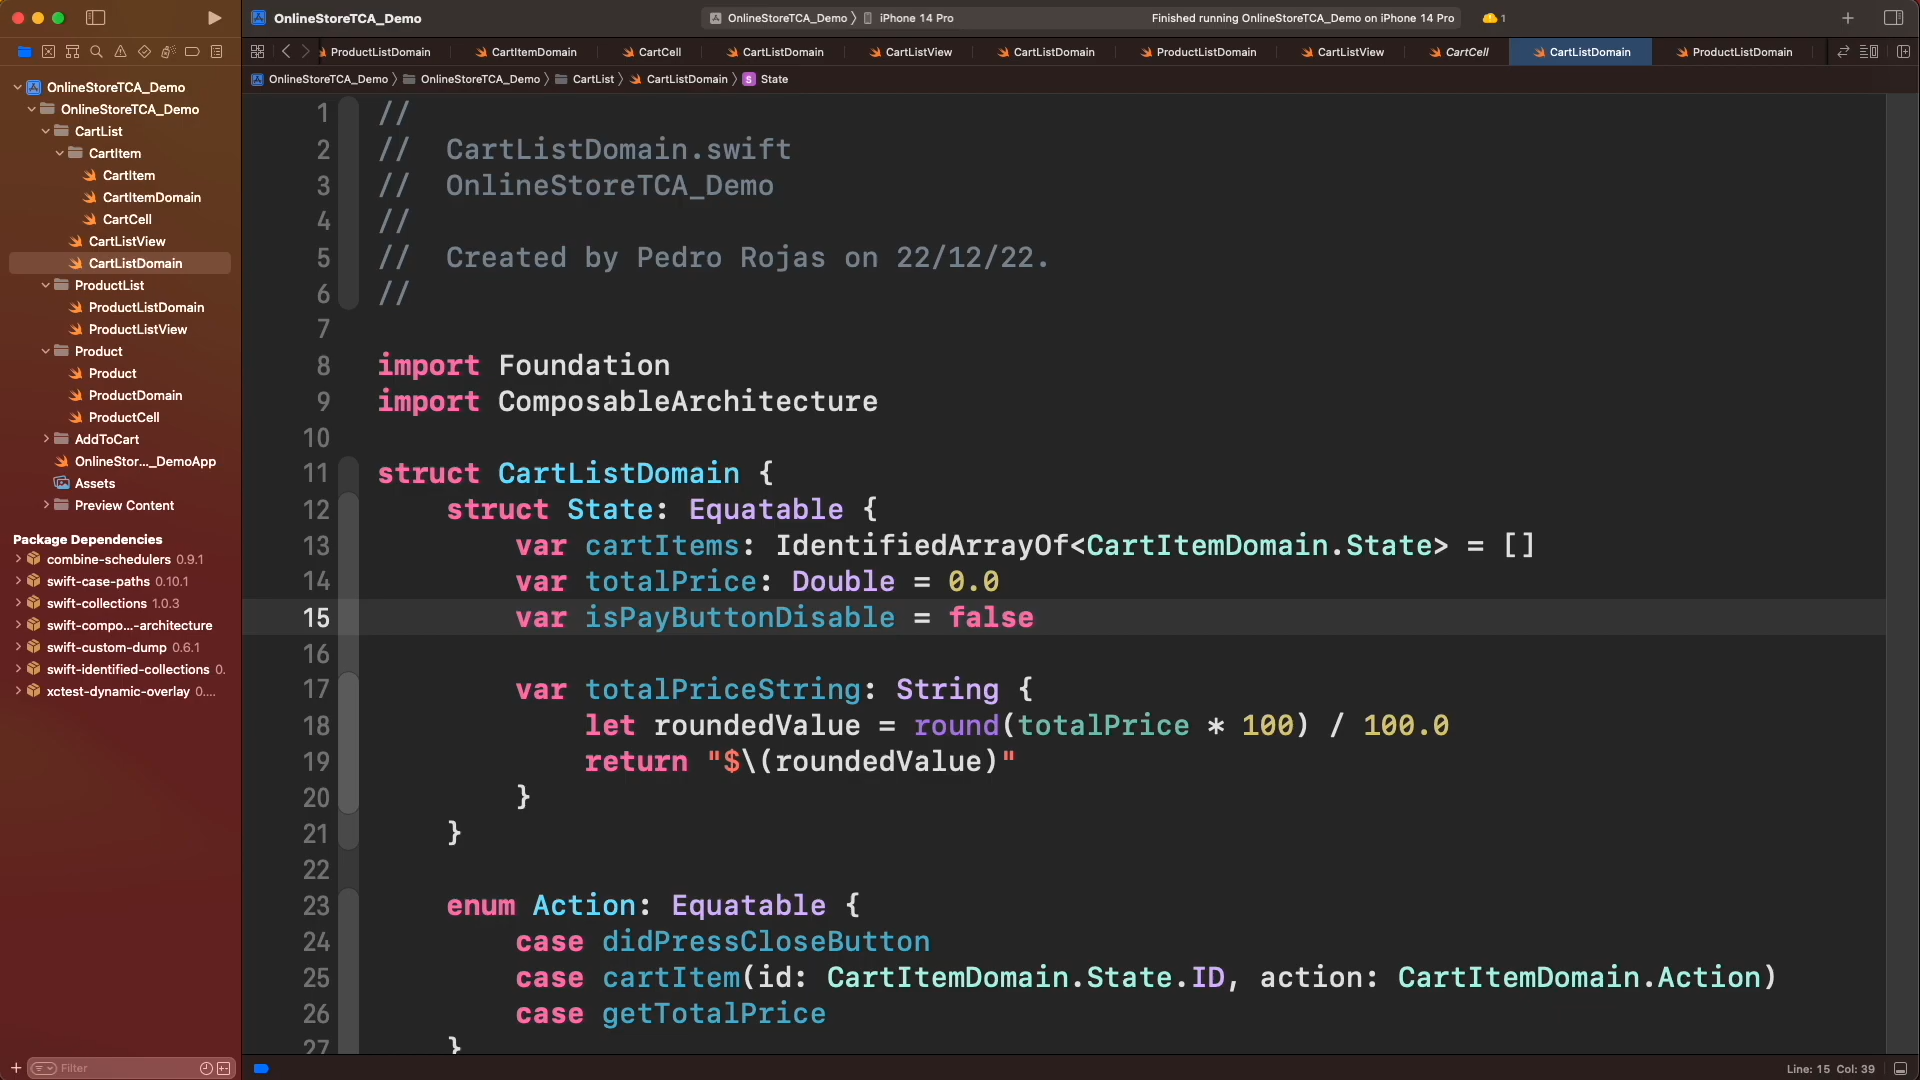 OnlineStoreTCA_Demo
OnlineStoreTCA_Demo 〉 iPhone 14 Pro
Finished running OnlineStoreTCA_Demo on iPhone 14 Pro
1
ProductListDomain
CartItemDomain
CartCell
CartListDomain
CartListView
CartListDomain
ProductListDomain
CartListView
CartCell
CartListDomain
ProductListDomain
OnlineStoreTCA_Demo 〉 OnlineStoreTCA_Demo 〉 CartList 〉 CartListDomain 〉 S State
OnlineStoreTCA_Demo
OnlineStoreTCA_Demo
CartList
CartItem
CartItem
CartItemDomain
CartCell
CartListView
CartListDomain
ProductList
ProductListDomain
ProductListView
Product
Product
ProductDomain
ProductCell
AddToCart
OnlineStor..._DemoApp
Assets
Preview Content
Package Dependencies
combine-schedulers 0.9.1
swift-case-paths 0.10.1
swift-collections 1.0.3
swift-compo...-architecture
swift-custom-dump 0.6.1
swift-identified-collections 0.
xctest-dynamic-overlay 0....
Filter
1 //
2 //  CartListDomain.swift
3 //  OnlineStoreTCA_Demo
4 //
5 //  Created by Pedro Rojas on 22/12/22.
6 //
7
8 import Foundation
9 import ComposableArchitecture
10
11 struct CartListDomain {
12     struct State: Equatable {
13         var cartItems: IdentifiedArrayOf<CartItemDomain.State> = []
14         var totalPrice: Double = 0.0
15         var isPayButtonDisable = false
16
17         var totalPriceString: String {
18             let roundedValue = round(totalPrice * 100) / 100.0
19             return "$\(roundedValue)"
20         }
21     }
22
23     enum Action: Equatable {
24         case didPressCloseButton
25         case cartItem(id: CartItemDomain.State.ID, action: CartItemDomain.Action)
26         case getTotalPrice
27     }
Line: 15 Col: 39